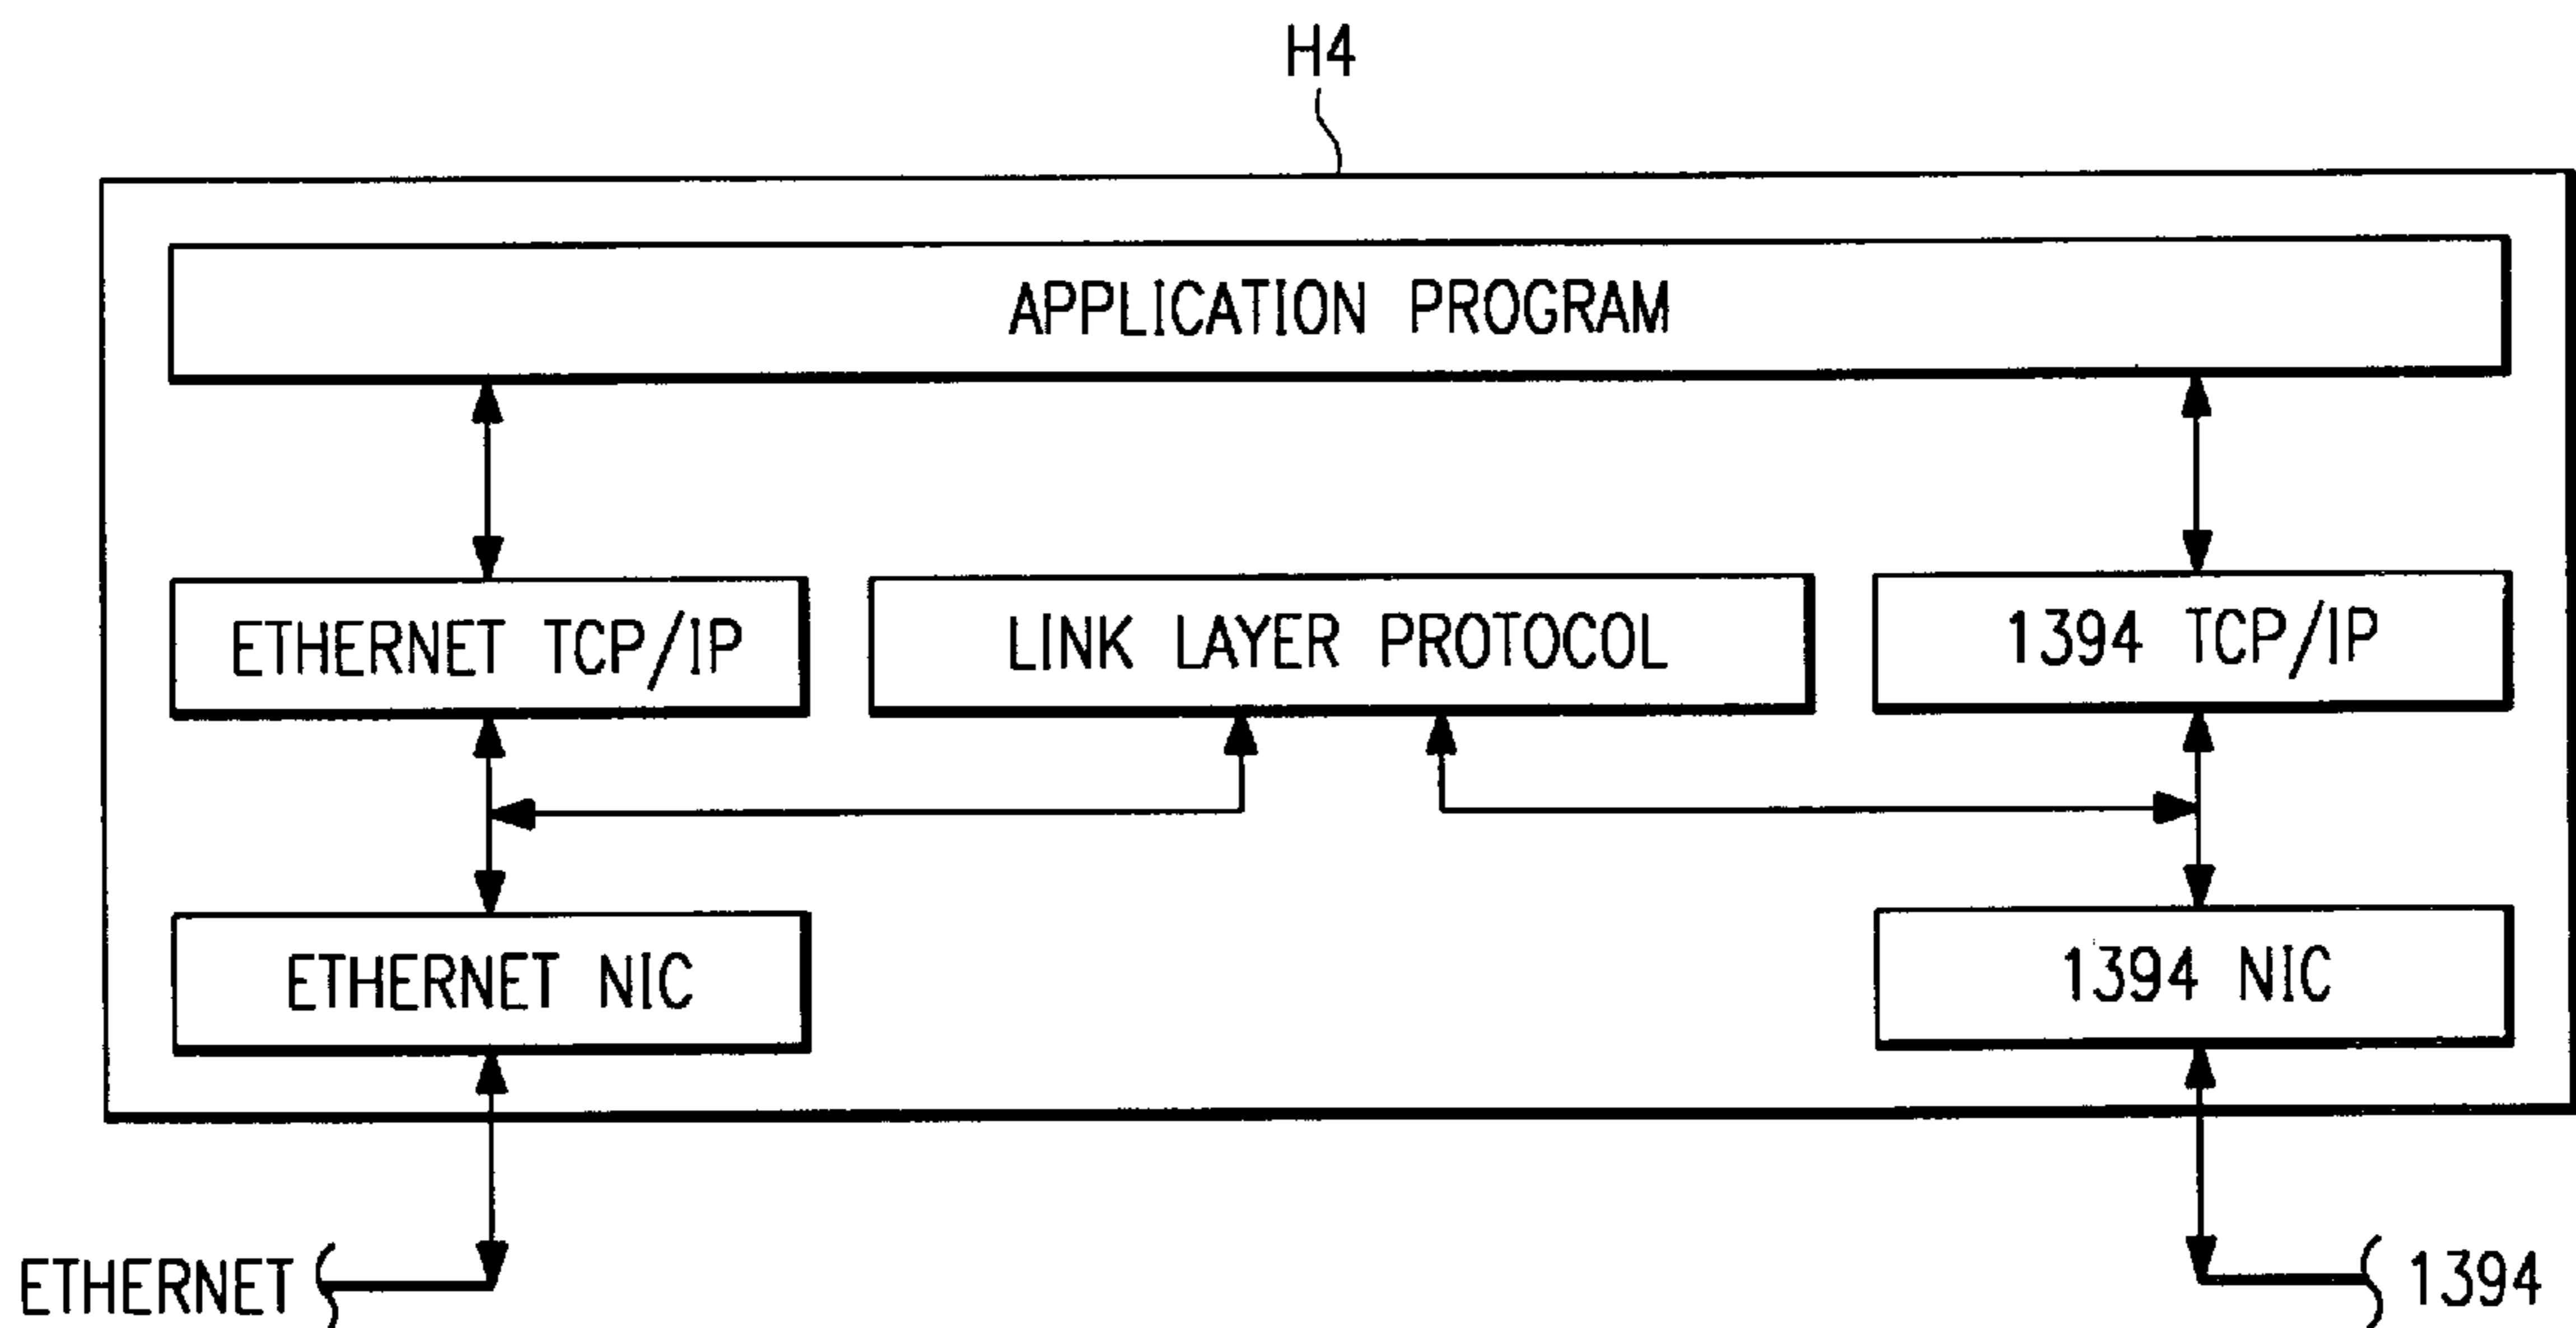 H4
APPLICATION PROGRAM
ETHERNET TCP/IP
LINK LAYER PROTOCOL
1394 TCP/IP
ETHERNET NIC
1394 NIC
ETHERNET
1394